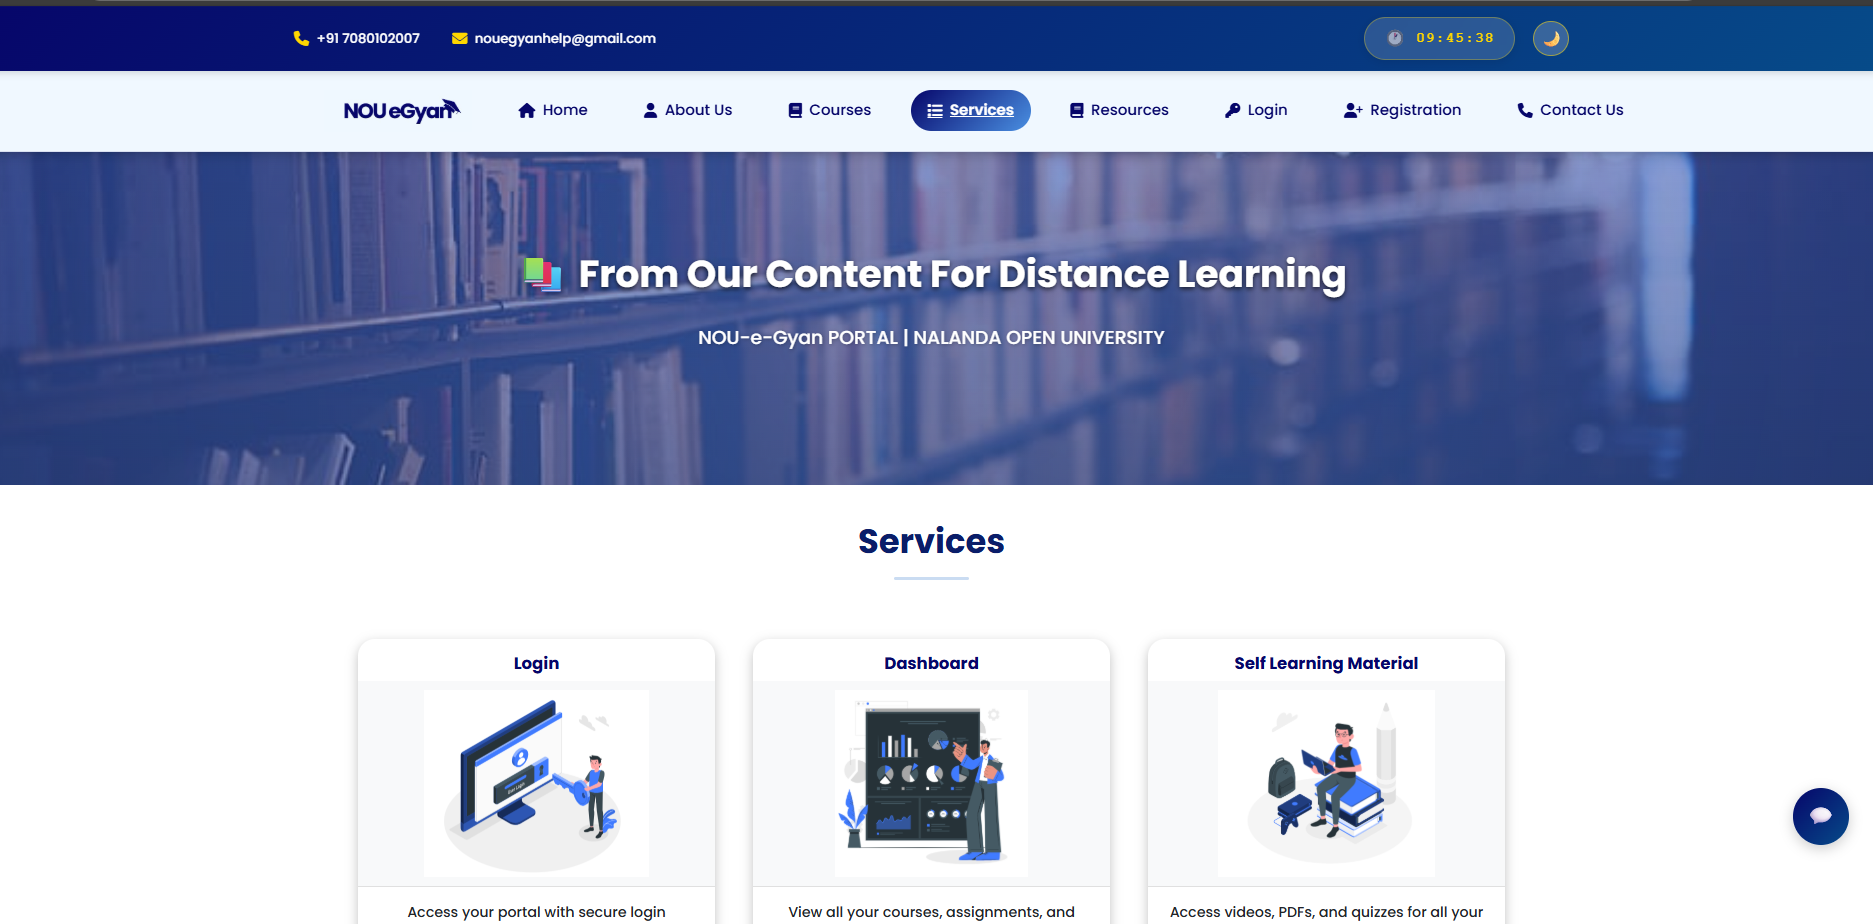 +91 7080102007
nouegyanhelp@gmail.com
09:45:38
NOU eGyan
Home
About Us
Courses
Services
Resources
Login
Registration
Contact Us
From Our Content For Distance Learning
NOU-e-Gyan PORTAL | NALANDA OPEN UNIVERSITY
Services
Login
Dashboard
Self Learning Material
Access your portal with secure login
View all your courses, assignments, and
Access videos, PDFs, and quizzes for all your